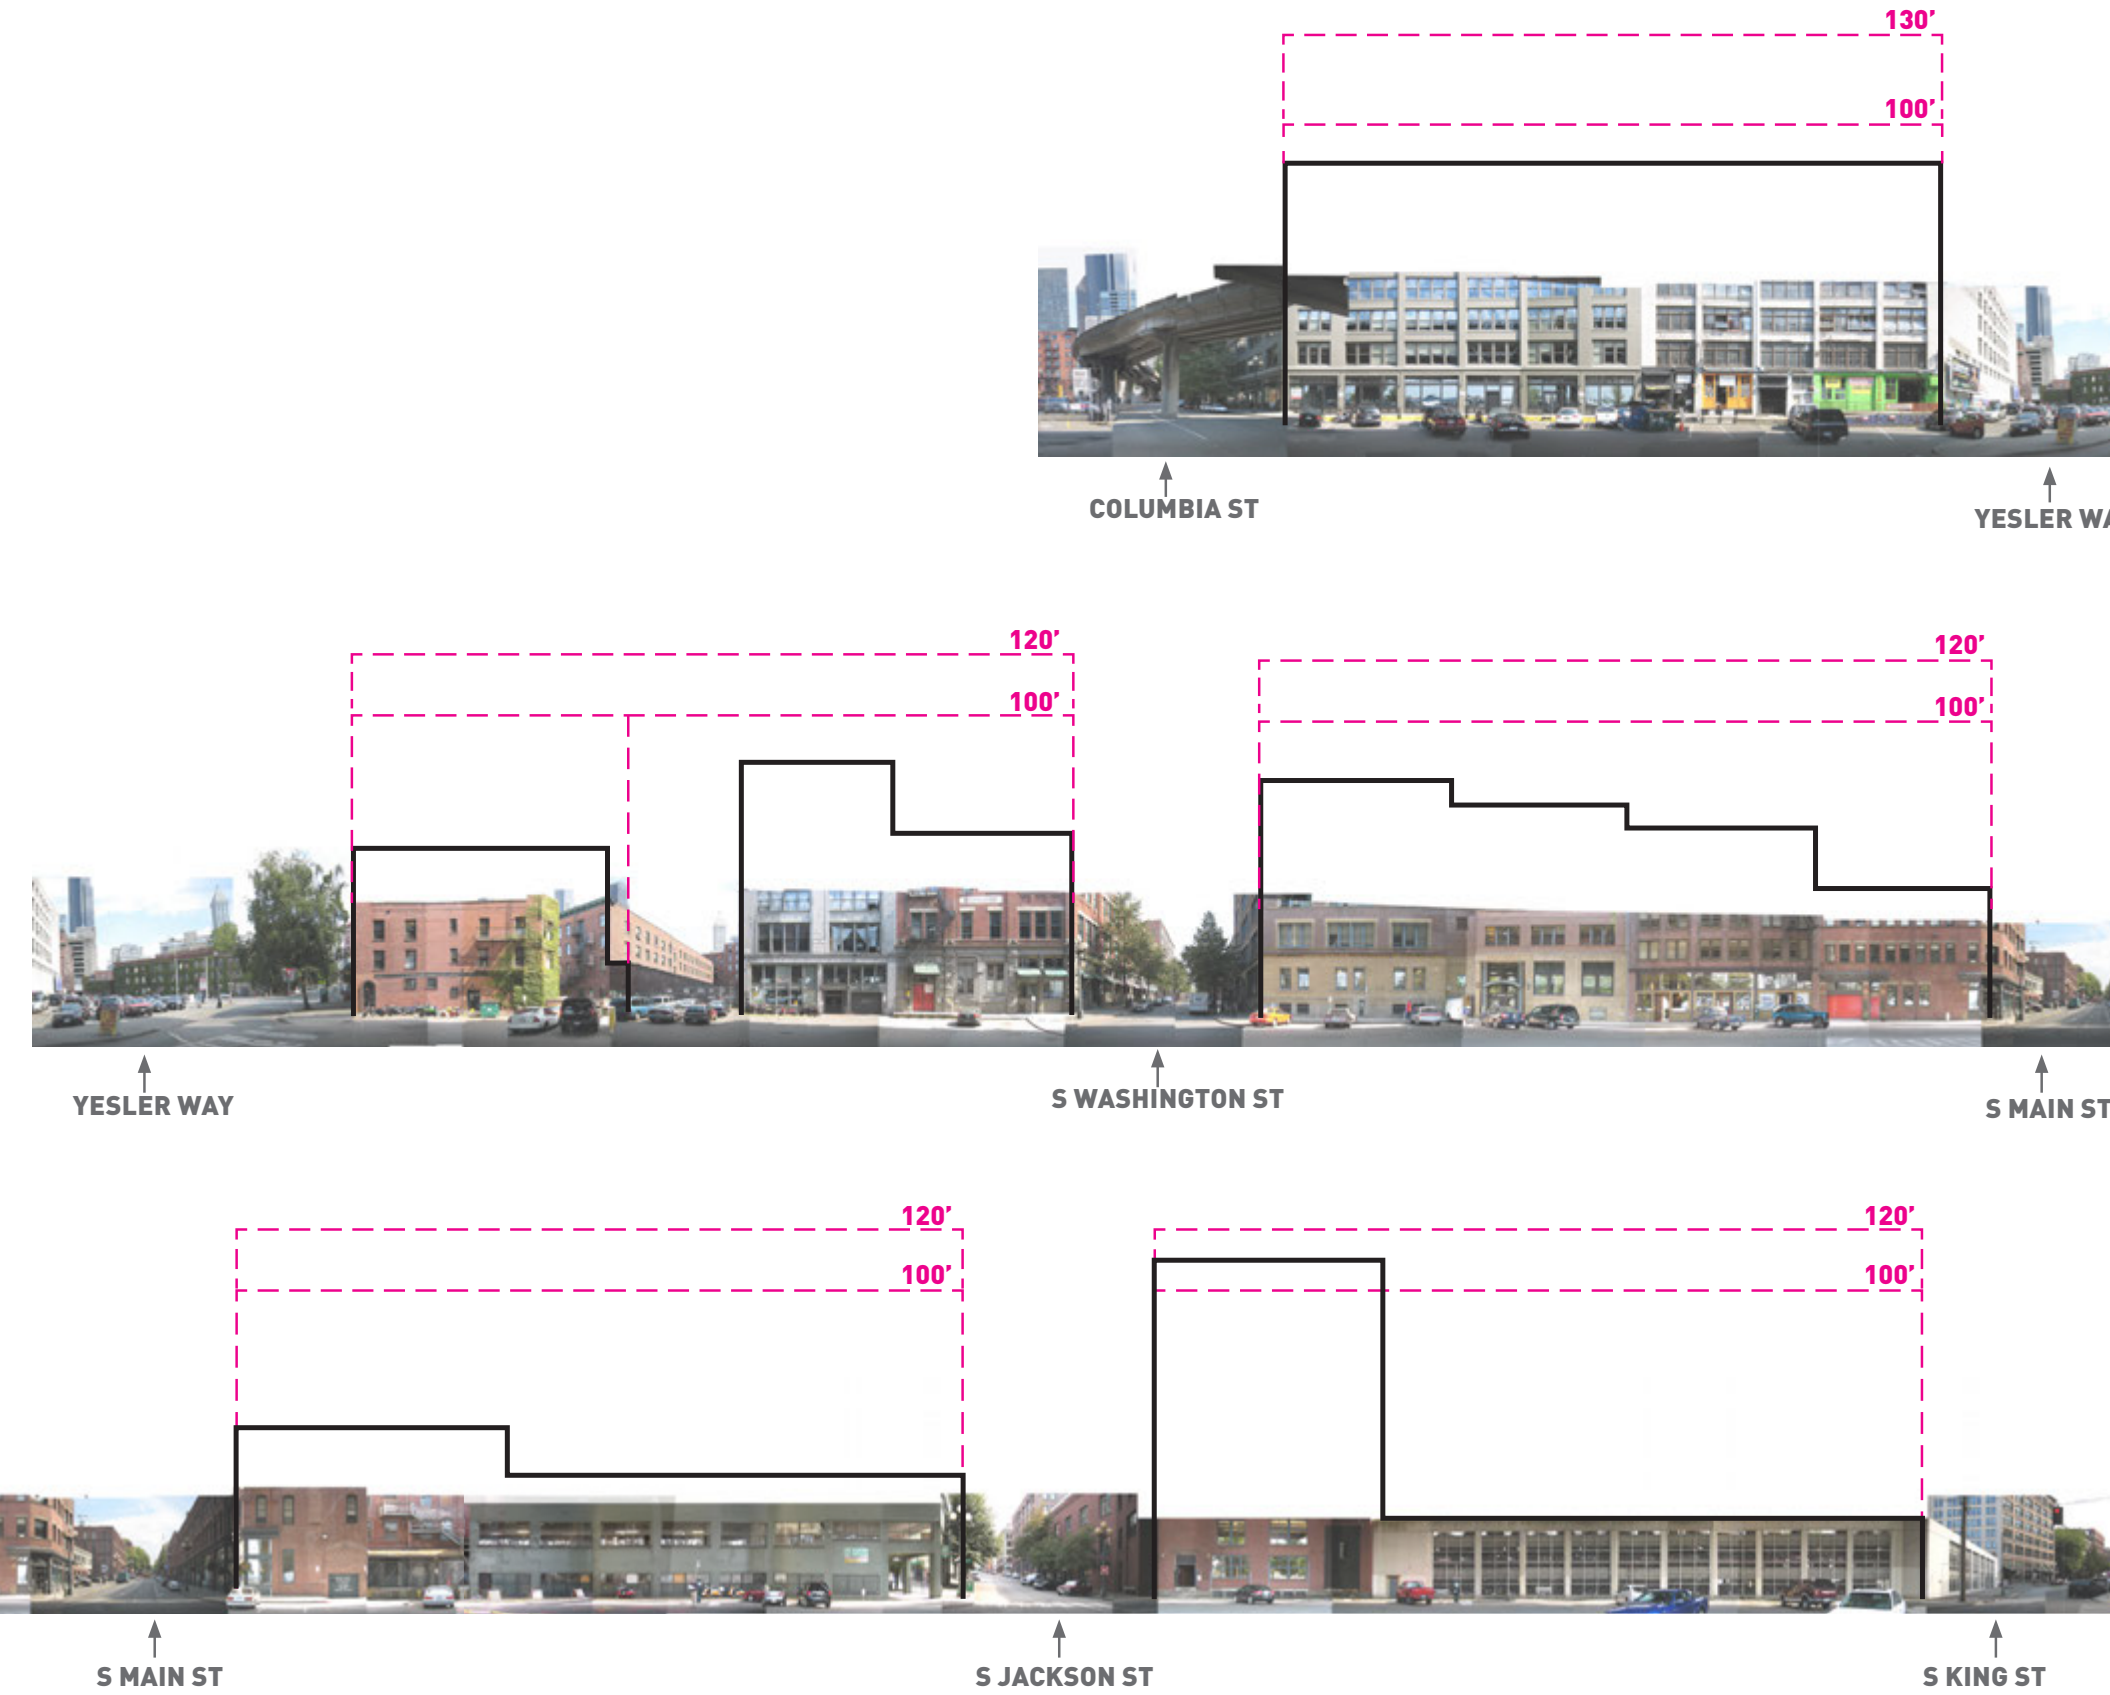 130’
100’
COLUMBIA ST
YESLER WA
120’
120’
100’
100’
YESLER WAY
S WASHINGTON ST
S MAIN ST
120’
120’
100’
100’
S MAIN ST
S JACKSON ST
S KING ST